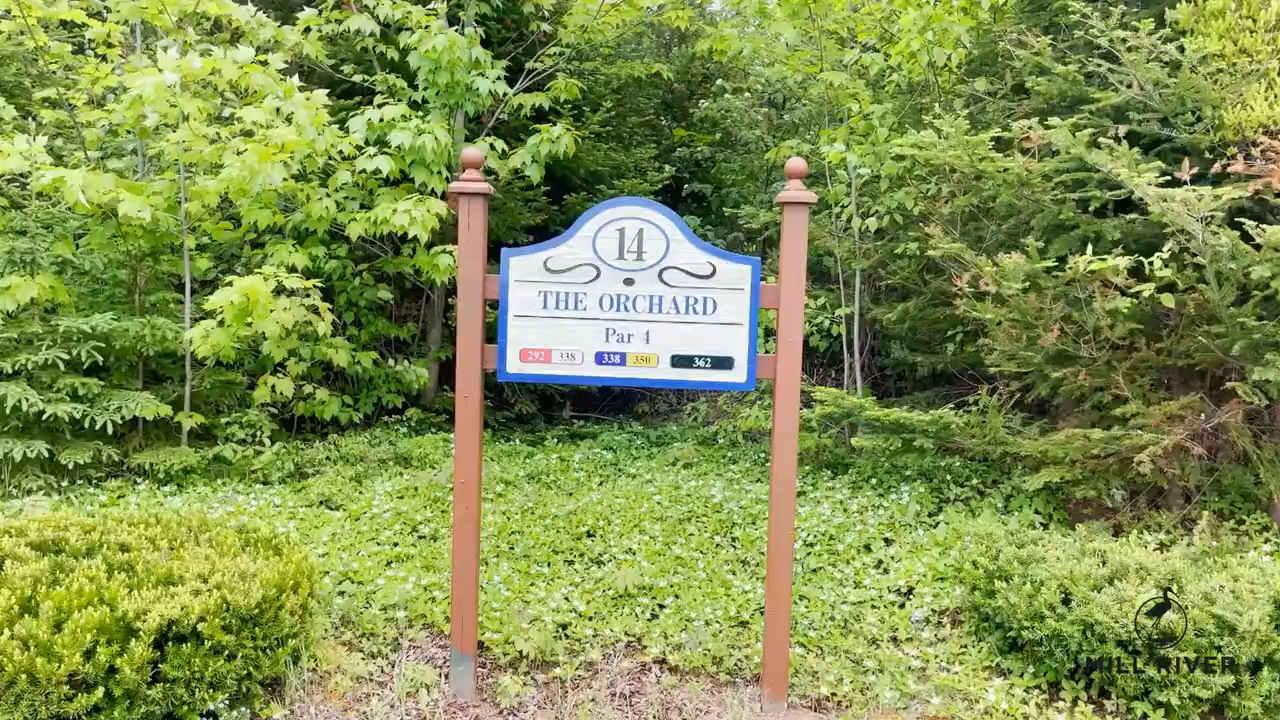 14
THE ORCHARD
Par 4
292 338 338 350 362
MILL RIVER